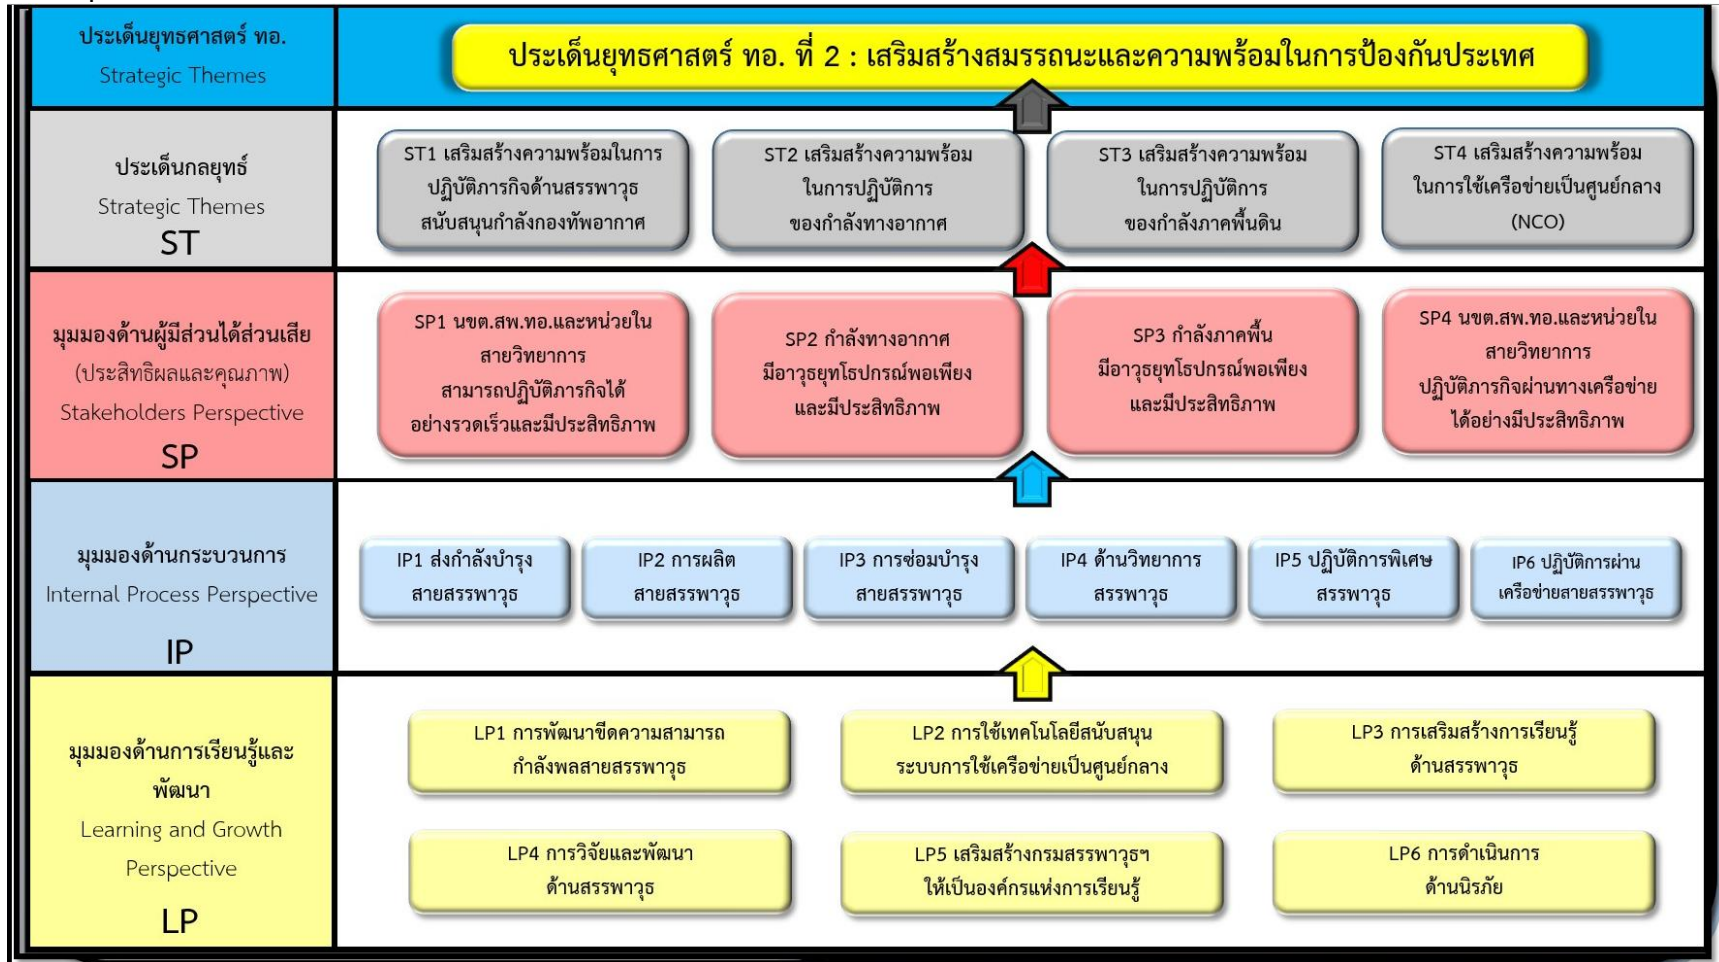 ประเด็นยุทธศาสตร์ ทอ.
Strategic Themes
ประเด็นยุทธศาสตร์ ทอ. ที่ 2 : เสริมสร้างสมรรถนะและความพร้อมในการป้องกันประเทศ
ประเด็นกลยุทธ์
Strategic Themes
ST
ST1 เสริมสร้างความพร้อมในการ
ปฏิบัติภารกิจด้านสรรพาวุธ
สนับสนุนกำลังกองทัพอากาศ
ST2 เสริมสร้างความพร้อม
ในการปฏิบัติการ
ของกำลังทางอากาศ
ST3 เสริมสร้างความพร้อม
ในการปฏิบัติการ
ของกำลังภาคพื้นดิน
ST4 เสริมสร้างความพร้อม
ในการใช้เครือข่ายเป็นศูนย์กลาง
(NCO)
มุมมองด้านผู้มีส่วนได้ส่วนเสีย
(ประสิทธิผลและคุณภาพ)
Stakeholders Perspective
SP
SP1 นขต.สพ.ทอ.และหน่วยใน
สายวิทยาการ
สามารถปฏิบัติภารกิจได้
อย่างรวดเร็วและมีประสิทธิภาพ
SP2 กำลังทางอากาศ
มีอาวุธยุทโธปกรณ์พอเพียง
และมีประสิทธิภาพ
SP3 กำลังภาคพื้น
มีอาวุธยุทโธปกรณ์พอเพียง
และมีประสิทธิภาพ
SP4 นขต.สพ.ทอ.และหน่วยใน
สายวิทยาการ
ปฏิบัติภารกิจผ่านทางเครือข่าย
ได้อย่างมีประสิทธิภาพ
มุมมองด้านกระบวนการ
Internal Process Perspective
IP
IP1 ส่งกำลังบำรุง
สายสรรพาวุธ
IP2 การผลิต
สายสรรพาวุธ
IP3 การซ่อมบำรุง
สายสรรพาวุธ
IP4 ด้านวิทยาการ
สรรพาวุธ
IP5 ปฏิบัติการพิเศษ
สรรพาวุธ
IP6 ปฏิบัติการผ่าน
เครือข่ายสายสรรพาวุธ
มุมมองด้านการเรียนรู้และ
พัฒนา
Learning and Growth
Perspective
LP
LP1 การพัฒนาขีดความสามารถ
กำลังพลสายสรรพาวุธ
LP2 การใช้เทคโนโลยีสนับสนุน
ระบบการใช้เครือข่ายเป็นศูนย์กลาง
LP3 การเสริมสร้างการเรียนรู้
ด้านสรรพาวุธ
LP4 การวิจัยและพัฒนา
ด้านสรรพาวุธ
LP5 เสริมสร้างกรมสรรพาวุธฯ
ให้เป็นองค์กรแห่งการเรียนรู้
LP6 การดำเนินการ
ด้านนิรภัย